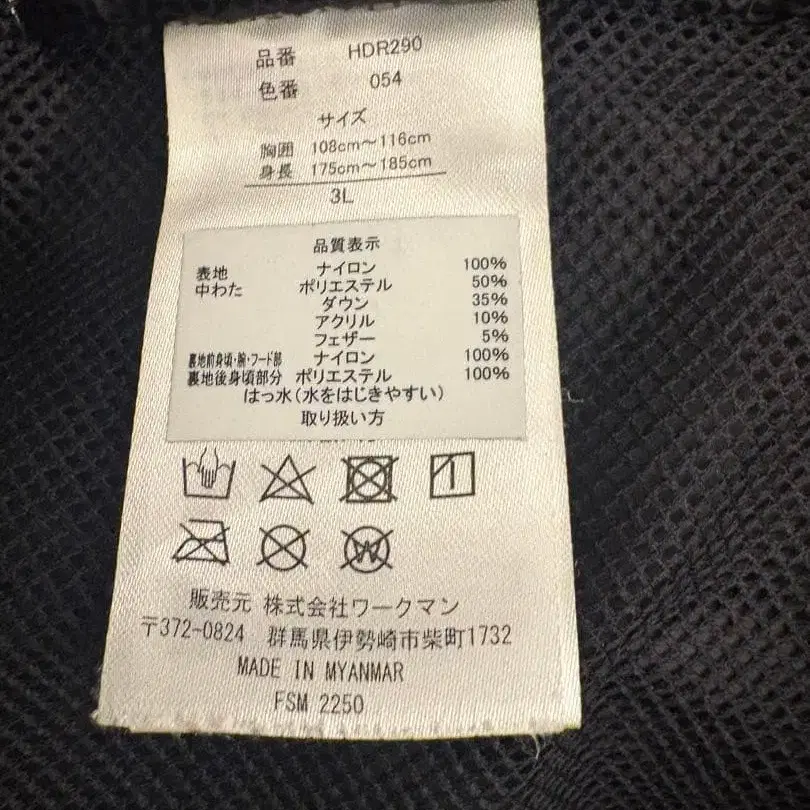 品番 HDR290
色番 054
サイズ
胸囲 108cm～116cm
身長 175cm～185cm
3L
品質表示
表地 ナイロン 100%
中わた ポリエステル 50%
ダウン 35%
アクリル 10%
フェザー 5%
裏地前身頃・腕・フード部 ナイロン 100%
裏地後身頃部分 ポリエステル 100%
はっ水(水をはじきやすい)
取り扱い方
W
販売元 株式会社ワークマン
〒372-0824 群馬県伊勢崎市柴町1732
MADE IN MYANMAR
FSM 2250